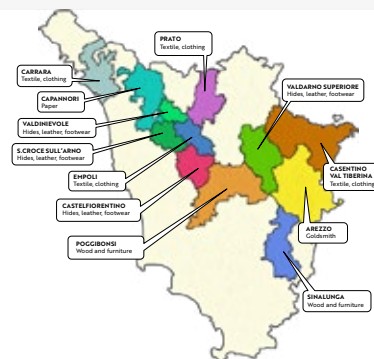 PRATO
Textile, clothing
CARRARA
Textile, clothing
CAPANNORI
Paper
VALDINIEVOLE
Hides, leather, footwear
S.CROCE SULL'ARNO
Hides, leather, footwear
EMPOLI
Textile, clothing
CASTELFIORENTINO
Hides, leather, footwear
POGGIBONSI
Wood and furniture
VALDARNO SUPERIORE
Hides, leather, footwear
CASENTINO
VAL TIBERINA
Textile, clothing
AREZZO
Goldsmith
SINALUNGA
Wood and furniture